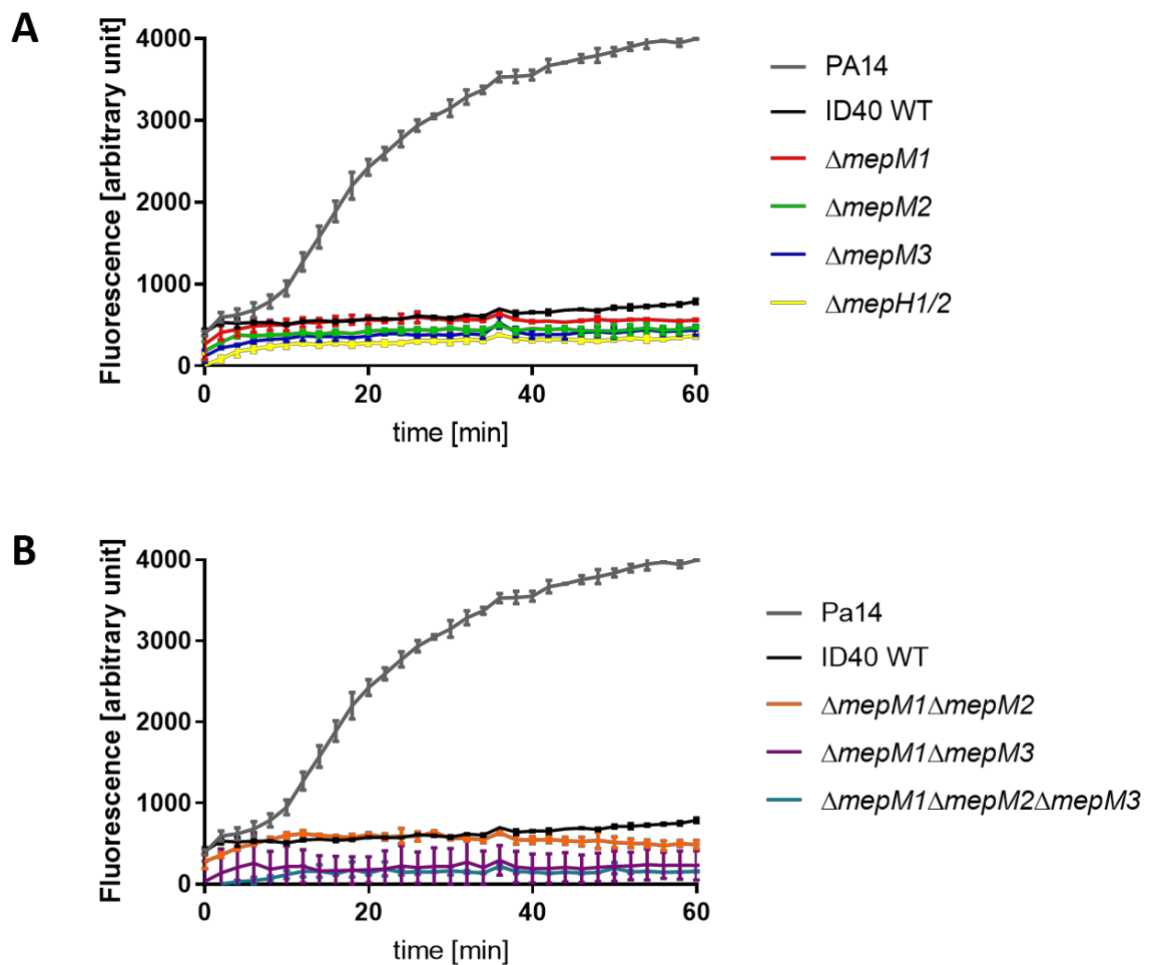 A
Fluorescence [arbitrary unit]
4000
3000
2000
1000
0
0 20 40 60
time [min]
PA14
ID40 WT
ΔmepM1
ΔmepM2
ΔmepM3
ΔmepH1/2
B
Fluorescence [arbitrary unit]
4000
3000
2000
1000
0
0 20 40 60
time [min]
Pa14
ID40 WT
ΔmepM1ΔmepM2
ΔmepM1ΔmepM3
ΔmepM1ΔmepM2ΔmepM3